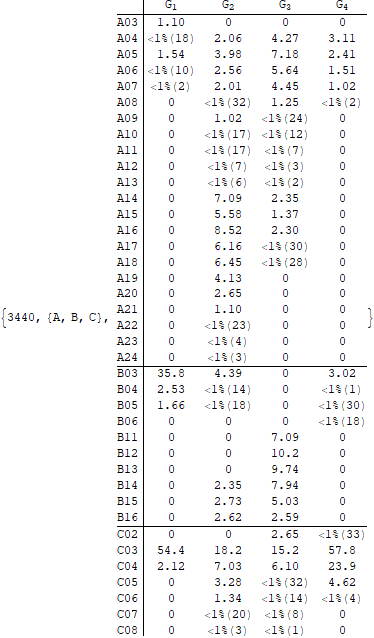 G1 G2 G3 G4
A03 1.10 0 0 0
A04 <1%(18) 2.06 4.27 3.11
A05 1.54 3.98 7.18 2.41
A06 <1%(10) 2.56 5.64 1.51
A07 <1%(2) 2.01 4.45 1.02
A08 0 <1%(32) 1.25 <1%(2)
A09 0 1.02 <1%(24) 0
A10 0 <1%(17) <1%(12) 0
A11 0 <1%(17) <1%(7) 0
A12 0 <1%(7) <1%(3) 0
A13 0 <1%(6) <1%(2) 0
A14 0 7.09 2.35 0
A15 0 5.58 1.37 0
A16 0 8.52 2.30 0
A17 0 6.16 <1%(30) 0
A18 0 6.45 <1%(28) 0
A19 0 4.13 0 0
A20 0 2.65 0 0
A21 0 1.10 0 0
{3440, {A, B, C}, A22 0 <1%(23) 0 0 }
A23 0 <1%(4) 0 0
A24 0 <1%(3) 0 0
B03 35.8 4.39 0 3.02
B04 2.53 <1%(14) 0 <1%(1)
B05 1.66 <1%(18) 0 <1%(30)
B06 0 0 0 <1%(18)
B11 0 0 7.09 0
B12 0 0 10.2 0
B13 0 0 9.74 0
B14 0 2.35 7.94 0
B15 0 2.73 5.03 0
B16 0 2.62 2.59 0
C02 0 0 2.65 <1%(33)
C03 54.4 18.2 15.2 57.8
C04 2.12 7.03 6.10 23.9
C05 0 3.28 <1%(32) 4.62
C06 0 1.34 <1%(14) <1%(4)
C07 0 <1%(20) <1%(8) 0
C08 0 <1%(3) <1%(1) 0